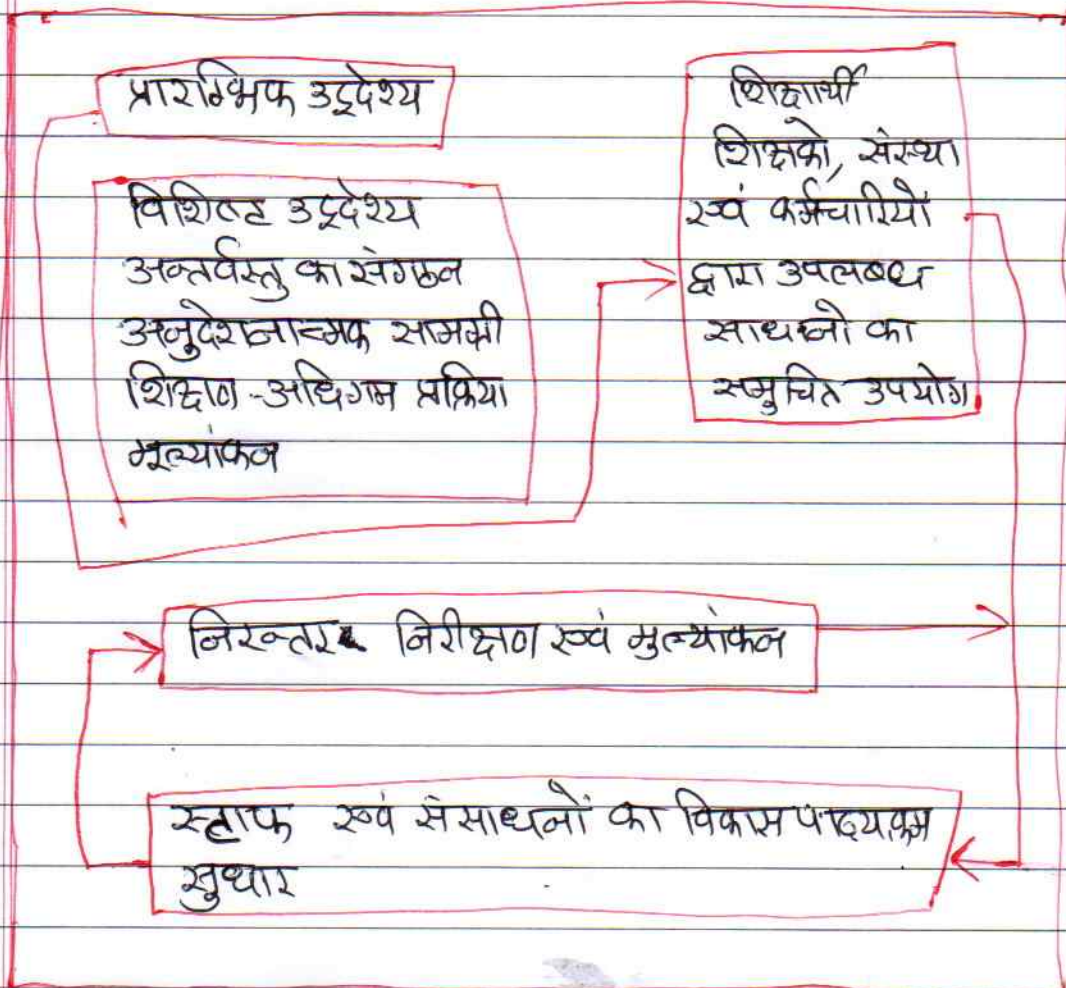 प्रारम्भिक उद्देश्य
विशिष्ट उद्देश्य
अन्तर्वस्तु का संगठन
अनुदेशनात्मक सामग्री
शिक्षण-अधिगम प्रक्रिया
मूल्यांकन
शिक्षार्थी
शिक्षको, संस्था
एवं कर्मचारियों
द्वारा उपलब्ध
साधनो का
समुचित उपयोग
निरन्तर निरीक्षण एवं मुल्यांकन
स्टाफ एवं संसाधनों का विकास पाठ्यक्रम
सुधार